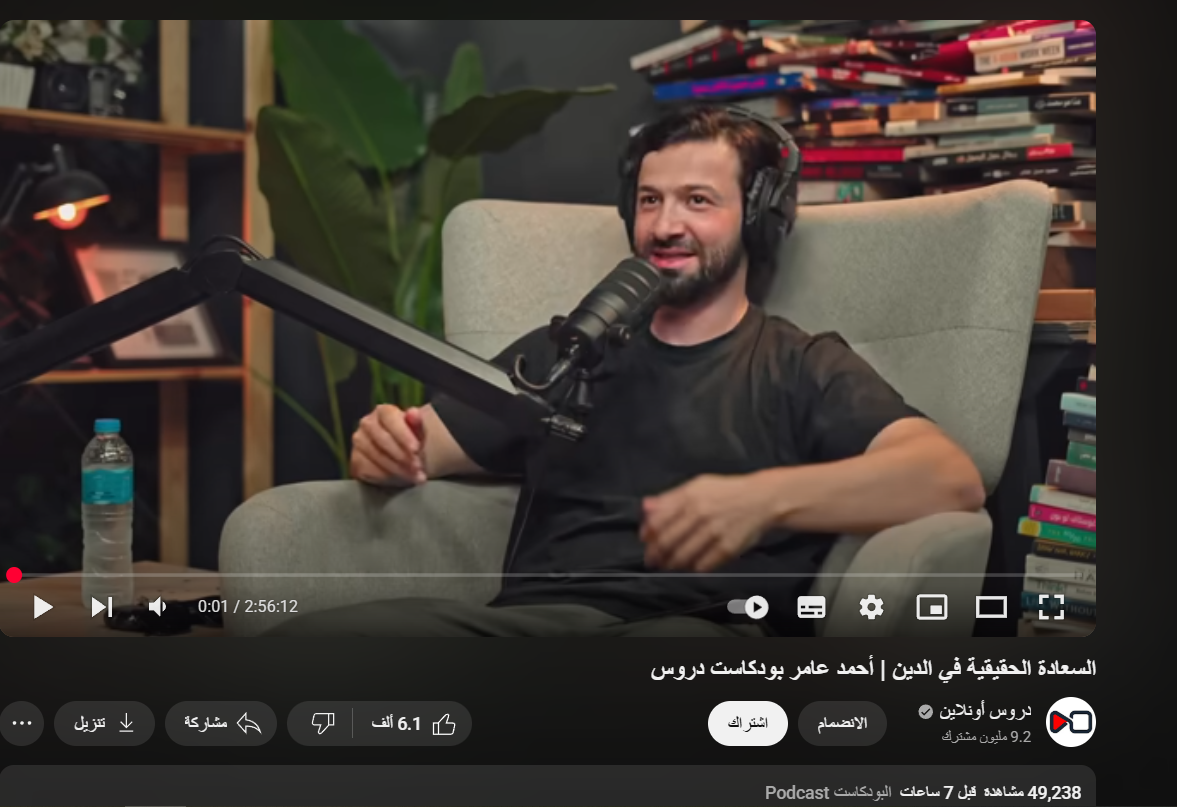 0:01 / 2:56:12
السعادة الحقيقية في الدين | أحمد عامر بودكاست دروس
دروس أونلاين
9.2 مليون مشترك
الانضمام
اشتراك
6.1 ألف
مشاركة
تنزيل
49,238 مشاهدة قبل 7 ساعات البودكاست Podcast